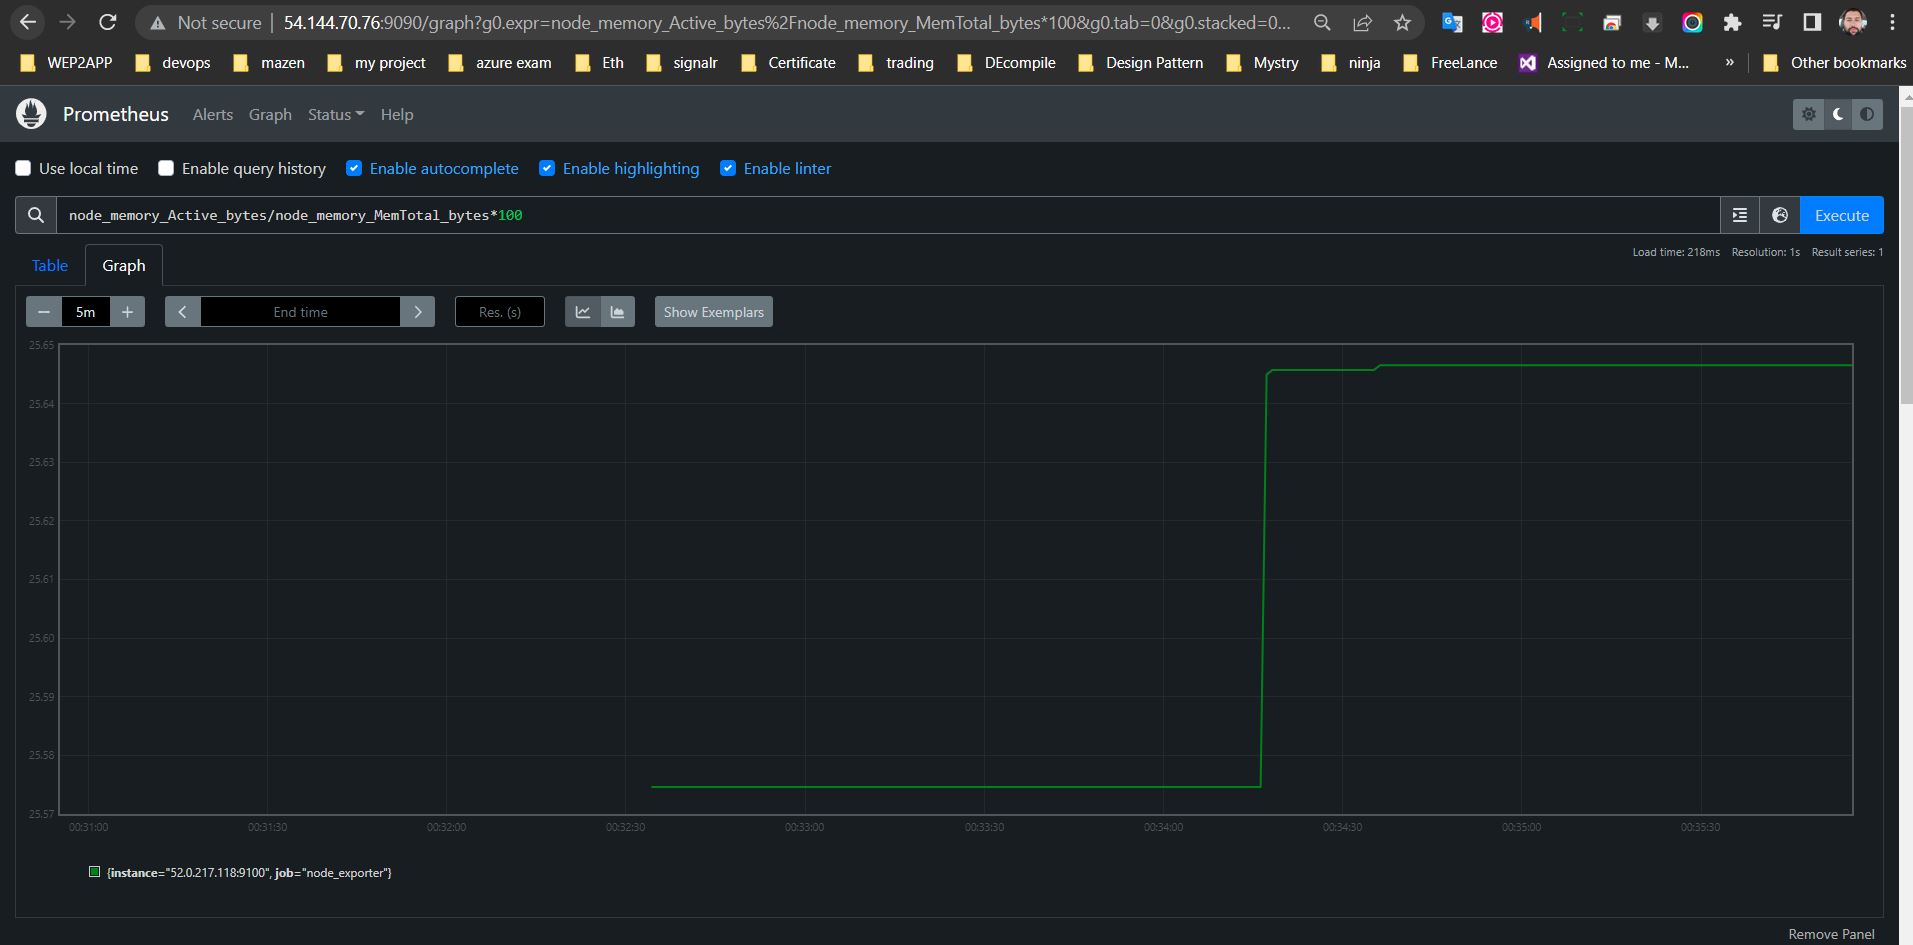 Not secure | 54.144.70.76:9090/graph?g0.expr=node_memory_Active_bytes%2Fnode_memory_MemTotal_bytes*100&g0.tab=0&g0.stacked=0...
WEP2APP devops mazen my project azure exam Eth signalr Certificate trading DEcompile Design Pattern Mystry ninja FreeLance Assigned to me - M... » Other bookmarks
Prometheus Alerts Graph Status Help
Use local time Enable query history Enable autocomplete Enable highlighting Enable linter
node_memory_Active_bytes/node_memory_MemTotal_bytes*100 Execute
Load time: 218ms Resolution: 1s Result series: 1
Table Graph
− 5m + End time Res. (s) Show Exemplars
25.65
25.64
25.63
25.62
25.61
25.60
25.59
25.58
25.57
00:31:00 00:31:30 00:32:00 00:32:30 00:33:00 00:33:30 00:34:00 00:34:30 00:35:00 00:35:30
{instance="52.0.217.118:9100", job="node_exporter"}
Remove Panel